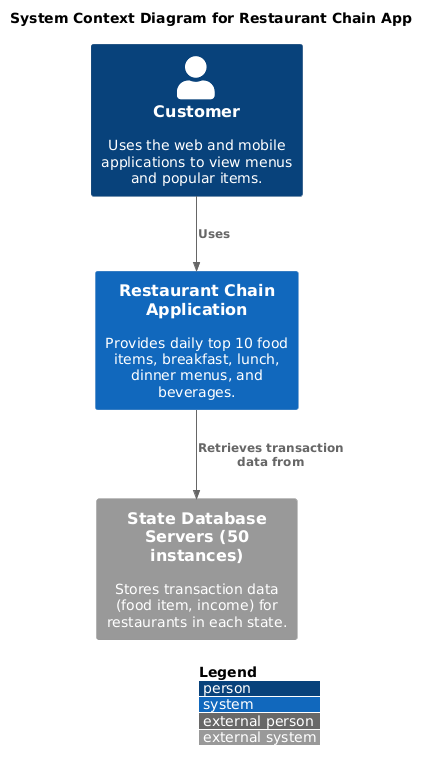 System Context Diagram for Restaurant Chain App
Customer
Uses the web and mobile
applications to view menus
and popular items.
Uses
Restaurant Chain
Application
Provides daily top 10 food
items, breakfast, lunch,
dinner menus, and
beverages.
Retrieves transaction
data from
State Database
Servers (50
instances)
Stores transaction data
(food item, income) for
restaurants in each state.
Legend
person
system
external person
external system